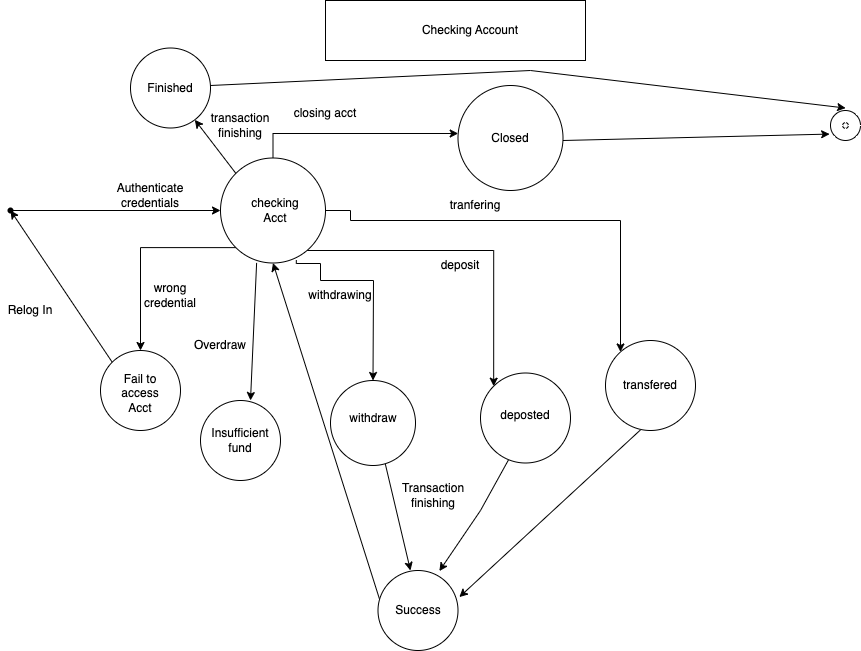 Checking Account
Finished
transaction
finishing
closing acct
Closed
Authenticate
credentials
checking
Acct
tranfering
deposit
wrong
credential
withdrawing
Relog In
Overdraw
Fail to
access
Acct
Insufficient
fund
withdraw
deposted
transfered
Transaction
finishing
Success